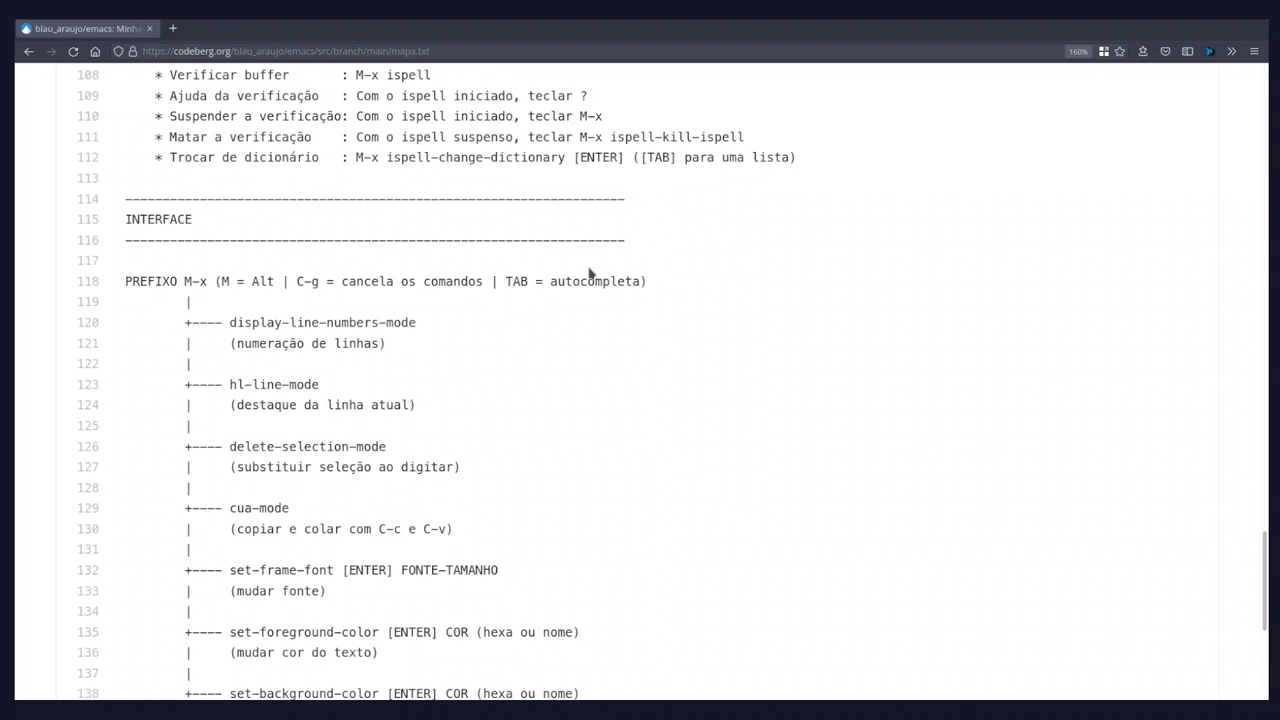 blau_araujo/emacs: Minha
https://codeberg.org/blau_araujo/emacs/src/branch/main/mapa.txt
160%
108 * Verificar buffer : M-x ispell
109 * Ajuda da verificação : Com o ispell iniciado, teclar ?
110 * Suspender a verificação: Com o ispell iniciado, teclar M-x
111 * Matar a verificação : Com o ispell suspenso, teclar M-x ispell-kill-ispell
112 * Trocar de dicionário : M-x ispell-change-dictionary [ENTER] ([TAB] para uma lista)
113
114 -------------------------------------------------------------------
115 INTERFACE
116 -------------------------------------------------------------------
117
118 PREFIXO M-x (M = Alt | C-g = cancela os comandos | TAB = autocompleta)
119 |
120 +---- display-line-numbers-mode
121 | (numeração de linhas)
122 |
123 +---- hl-line-mode
124 | (destaque da linha atual)
125 |
126 +---- delete-selection-mode
127 | (substituir seleção ao digitar)
128 |
129 +---- cua-mode
130 | (copiar e colar com C-c e C-v)
131 |
132 +---- set-frame-font [ENTER] FONTE-TAMANHO
133 | (mudar fonte)
134 |
135 +---- set-foreground-color [ENTER] COR (hexa ou nome)
136 | (mudar cor do texto)
137 |
138 +---- set-background-color [ENTER] COR (hexa ou nome)